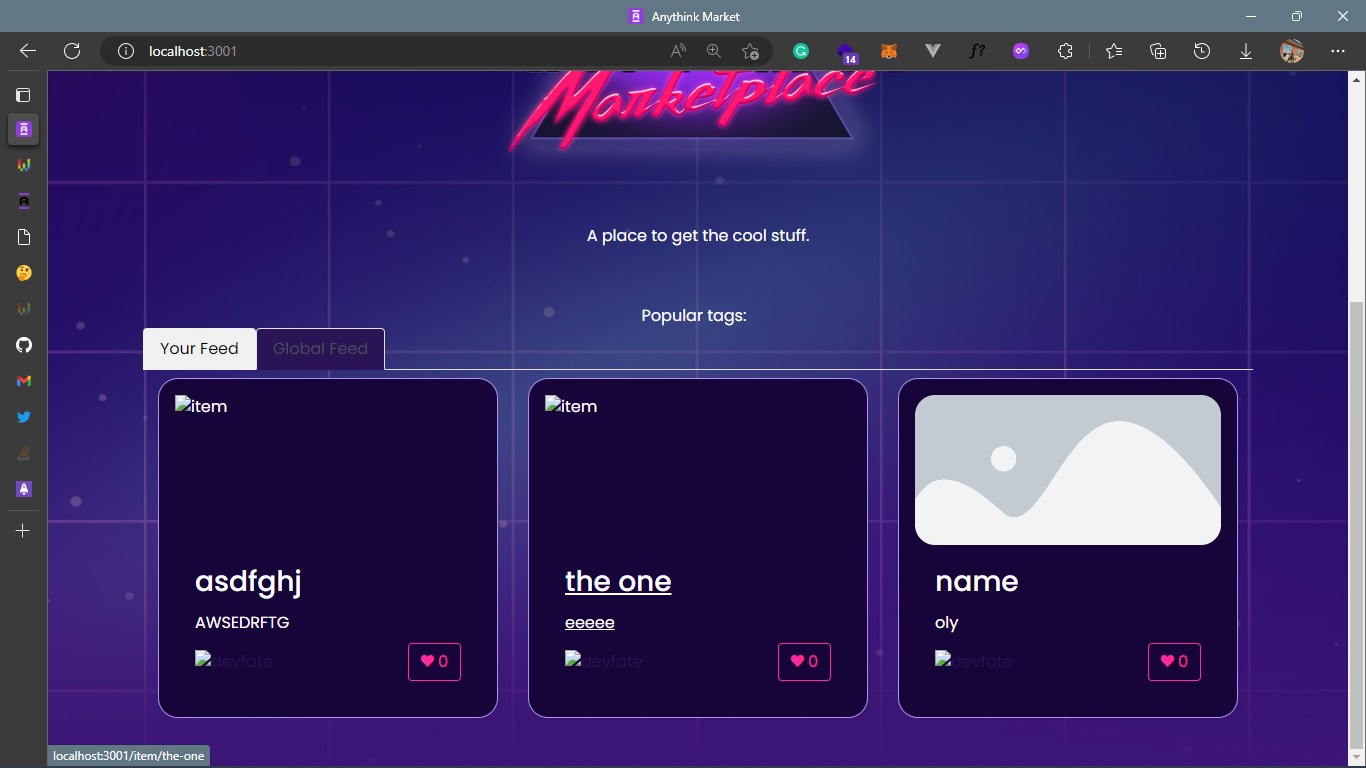 Anythink Market
localhost:3001
14
Marketplace
A place to get the cool stuff.
Popular tags:
Your Feed
Global Feed
item
item
asdfghj
the one
name
AWSEDRFTG
eeeee
oly
devfate
0
devfate
0
devfate
0
localhost:3001/item/the-one